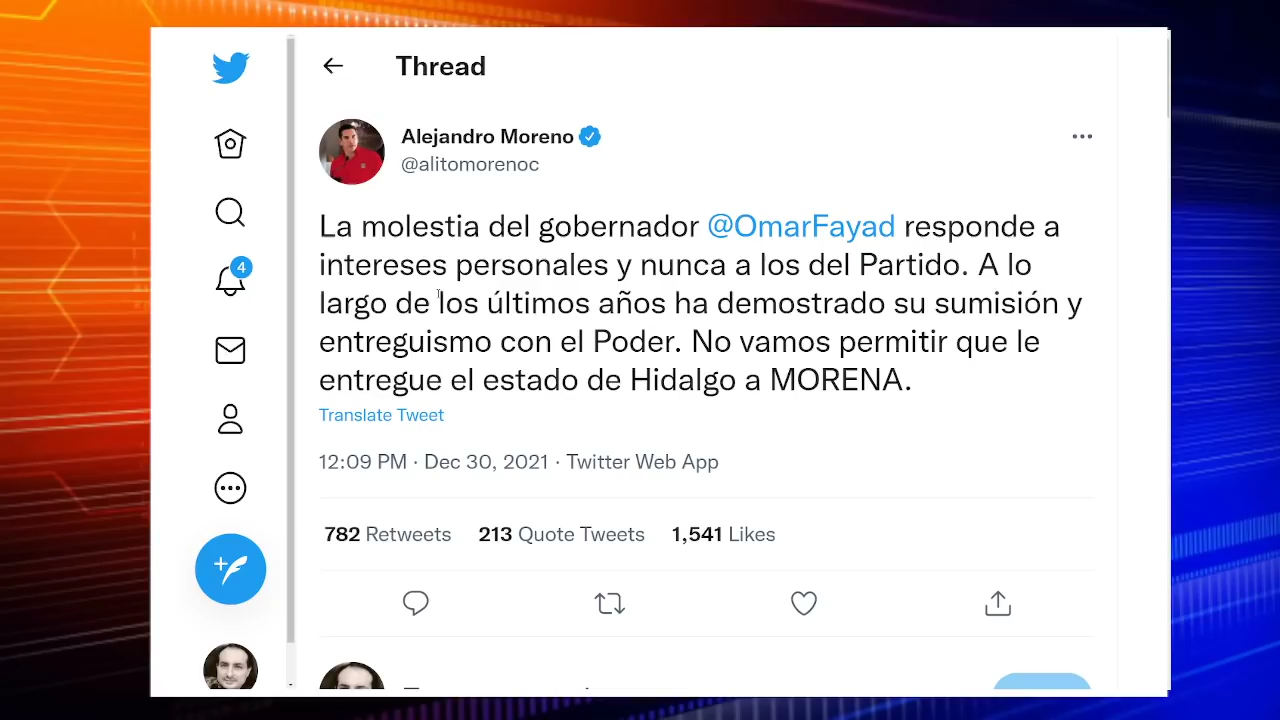 Thread
Alejandro Moreno
@alitomorenoc
La molestia del gobernador @OmarFayad responde a
intereses personales y nunca a los del Partido. A lo
largo de los últimos años ha demostrado su sumisión y
entreguismo con el Poder. No vamos permitir que le
entregue el estado de Hidalgo a MORENA.
Translate Tweet
12:09 PM · Dec 30, 2021 · Twitter Web App
782 Retweets 213 Quote Tweets 1,541 Likes
4